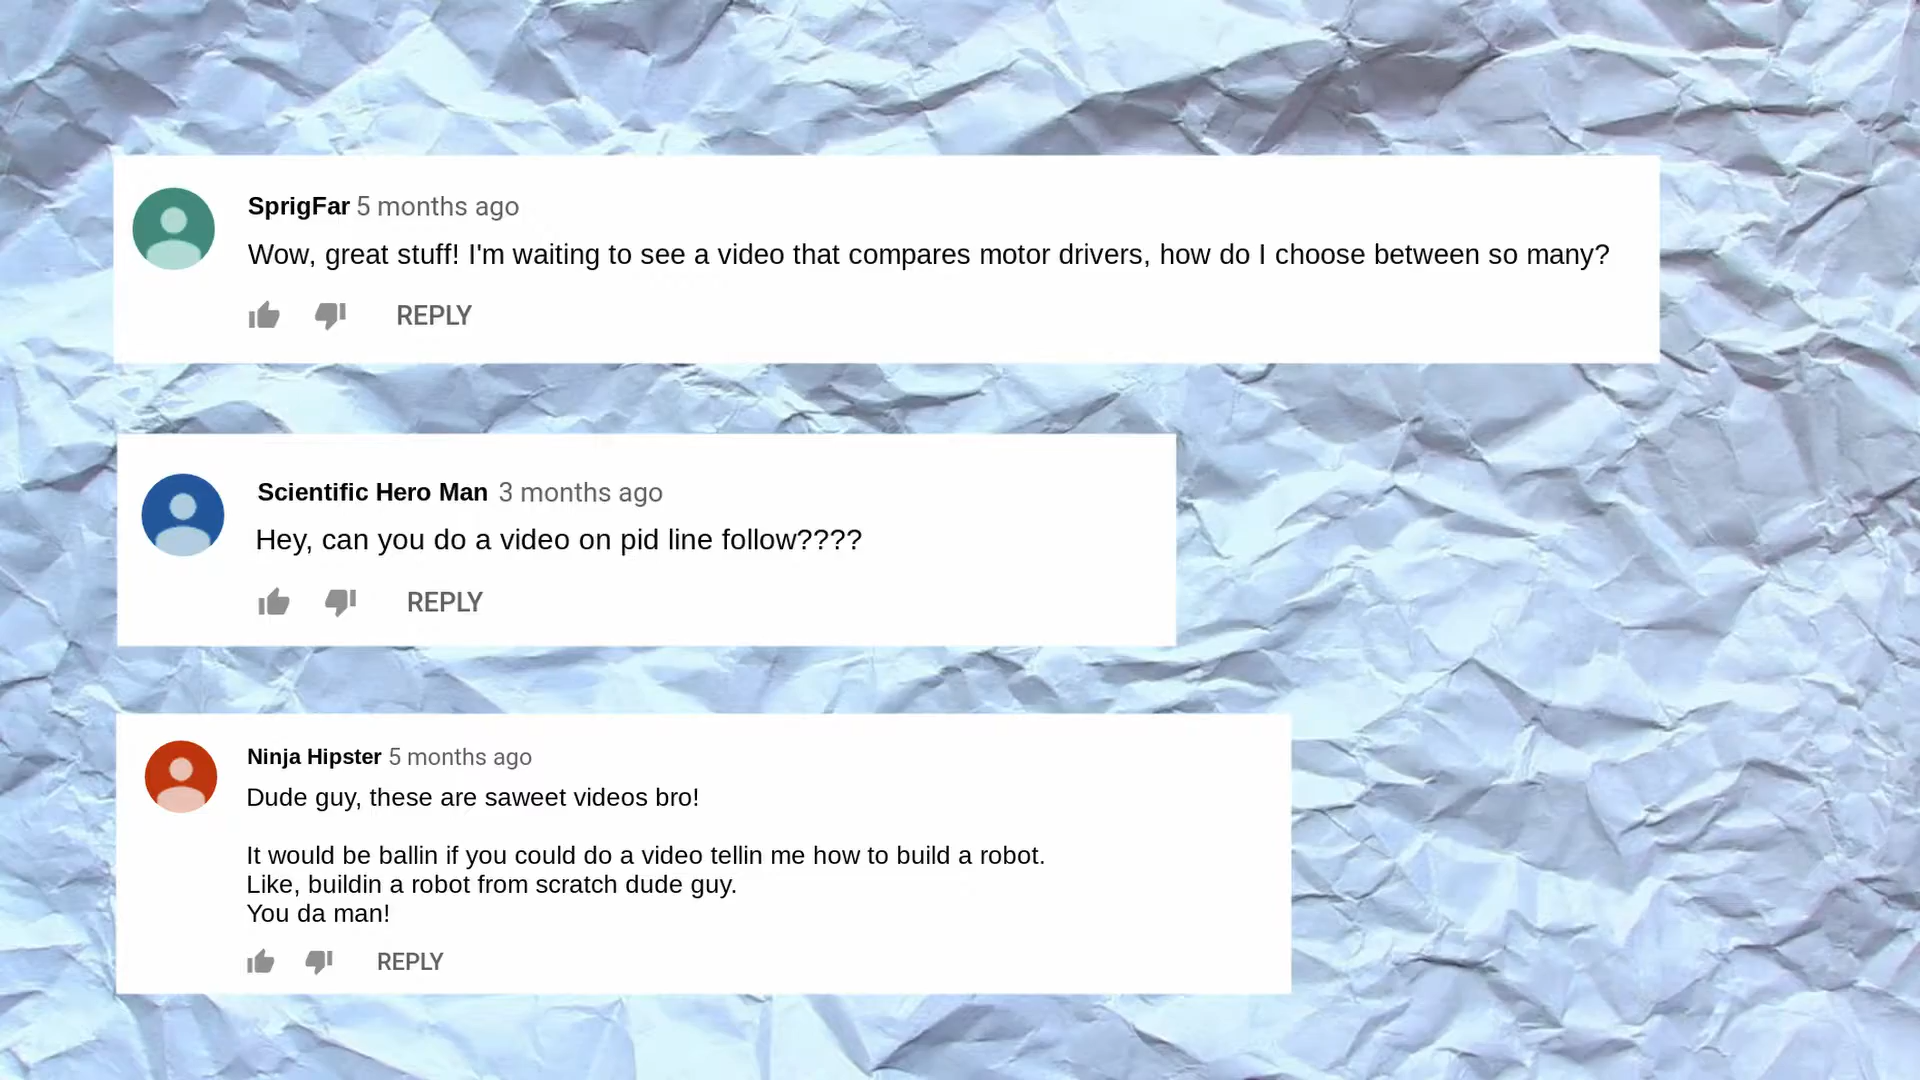 SprigFar 5 months ago
Wow, great stuff! I'm waiting to see a video that compares motor drivers, how do I choose between so many?
REPLY
Scientific Hero Man 3 months ago
Hey, can you do a video on pid line follow????
REPLY
Ninja Hipster 5 months ago
Dude guy, these are saweet videos bro!
It would be ballin if you could do a video tellin me how to build a robot.
Like, buildin a robot from scratch dude guy.
You da man!
REPLY